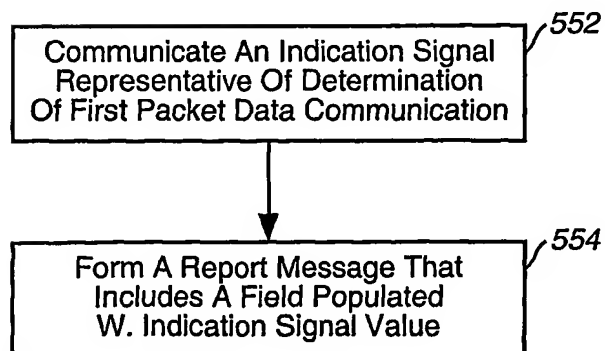 552
Communicate An Indication Signal
Representative Of Determination
Of First Packet Data Communication
554
Form A Report Message That
Includes A Field Populated
W. Indication Signal Value